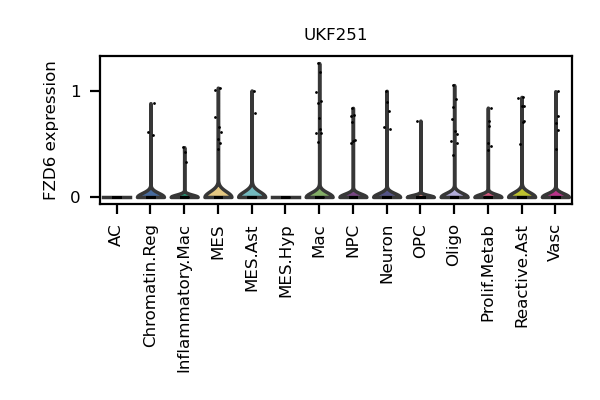 UKF251
FZD6 expression
1
0
AC
Chromatin.Reg
Inflammatory.Mac
MES
MES.Ast
MES.Hyp
Mac
NPC
Neuron
OPC
Oligo
Prolif.Metab
Reactive.Ast
Vasc